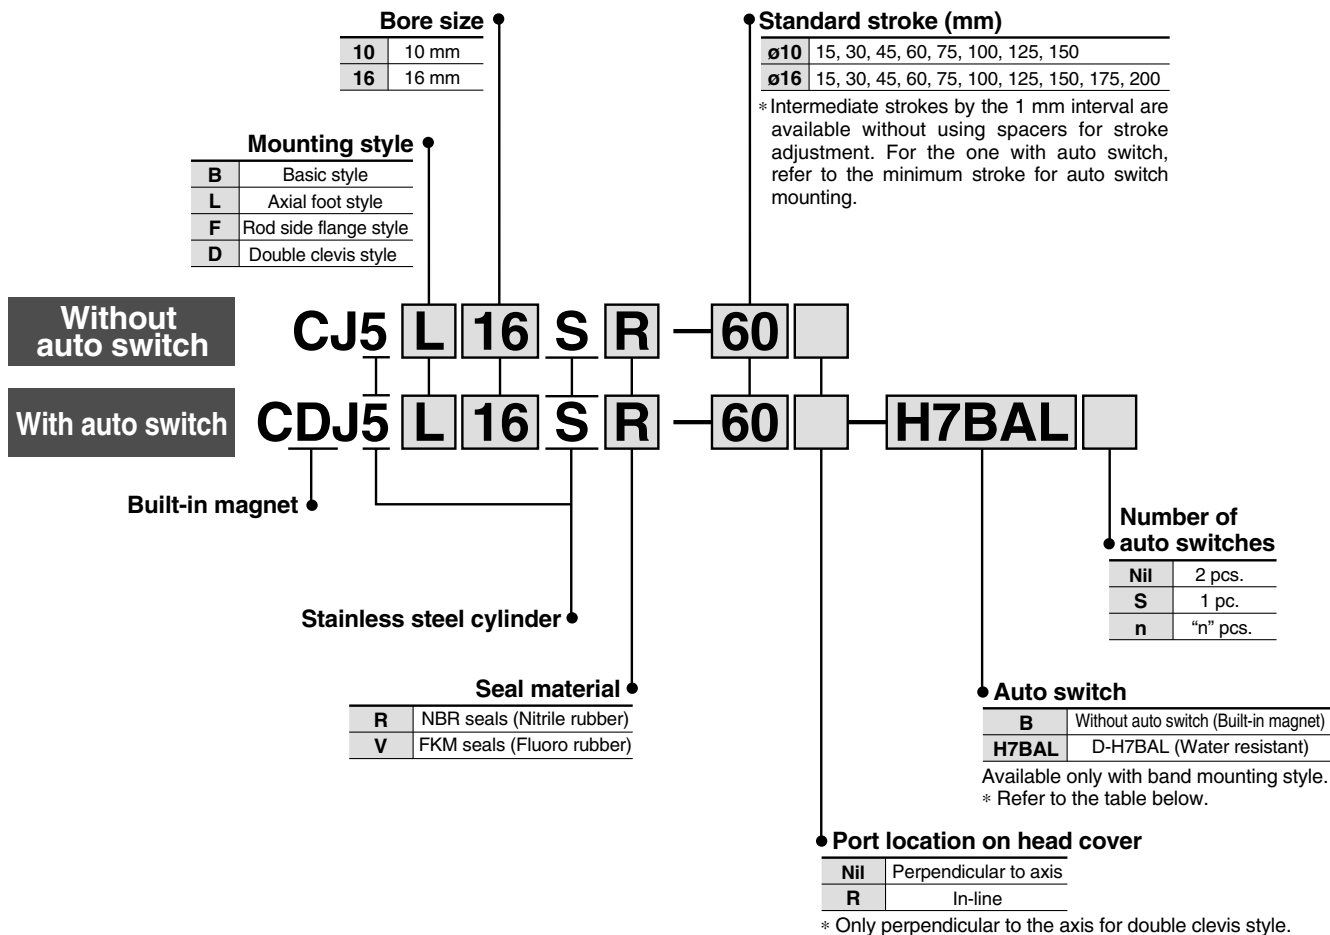 Bore size
10 10 mm
16 16 mm
Standard stroke (mm)
ø10 15, 30, 45, 60, 75, 100, 125, 150
ø16 15, 30, 45, 60, 75, 100, 125, 150, 175, 200
* Intermediate strokes by the 1 mm interval are
available without using spacers for stroke
adjustment. For the one with auto switch,
refer to the minimum stroke for auto switch
mounting.
Mounting style
B Basic style
L Axial foot style
F Rod side flange style
D Double clevis style
Without
auto switch
CJ5 L 16 S R - 60
With auto switch
CDJ5 L 16 S R - 60 - H7BAL
Built-in magnet
Stainless steel cylinder
Seal material
R NBR seals (Nitrile rubber)
V FKM seals (Fluoro rubber)
Number of
auto switches
Nil 2 pcs.
S 1 pc.
n “n” pcs.
Auto switch
B Without auto switch (Built-in magnet)
H7BAL D-H7BAL (Water resistant)
Available only with band mounting style.
* Refer to the table below.
Port location on head cover
Nil Perpendicular to axis
R In-line
* Only perpendicular to the axis for double clevis style.